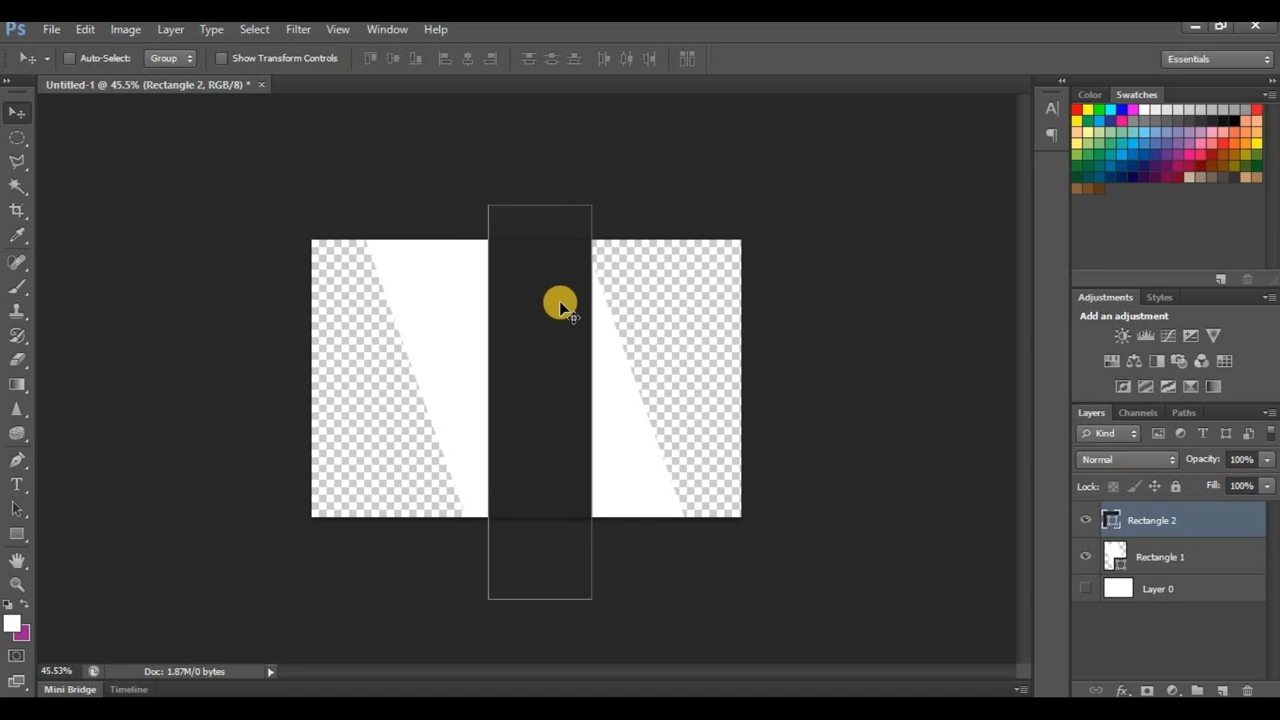 Ps File Edit Image Layer Type Select Filter View Window Help
Auto-Select: Group Show Transform Controls Essentials
Untitled-1 @ 45.5% (Rectangle 2, RGB/8) * ×
Color Swatches
A
Adjustments Styles
Add an adjustment
Layers Channels Paths
Kind T
Normal Opacity: 100%
Lock: Fill: 100%
Rectangle 2
Rectangle 1
Layer 0
T
45.53% Doc: 1.87M/0 bytes
fx
Mini Bridge Timeline